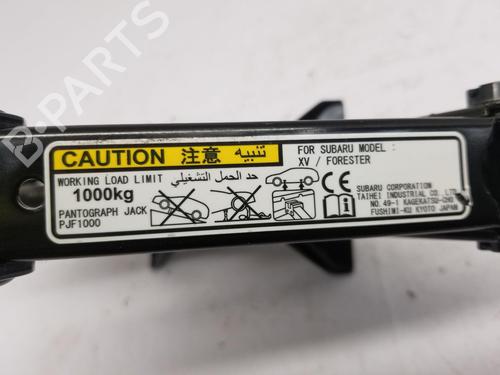 B-PARTS
CAUTION 注意 تنبيه
WORKING LOAD LIMIT حد الحمل التشغيلي
1000kg
PANTOGRAPH JACK
PJF1000
FOR SUBARU MODEL :
XV / FORESTER
CE
SUBARU CORPORATION
TAIHEI INDUSTRIAL CO., LTD.
NO.49-1 KAGEKATSU-CHO
FUSHIMI-KU KYOTO JAPAN